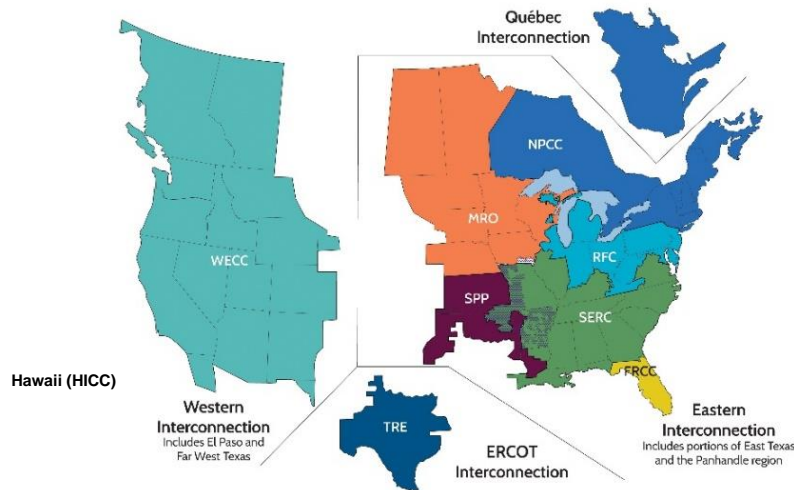 Québec
Interconnection
NPCC
MRO
WECC
RFC
SPP
SERC
FRCC
Hawaii (HICC)
Western
Interconnection
Includes El Paso and
Far West Texas
TRE
ERCOT
Interconnection
Eastern
Interconnection
Includes portions of East Texas
and the Panhandle region